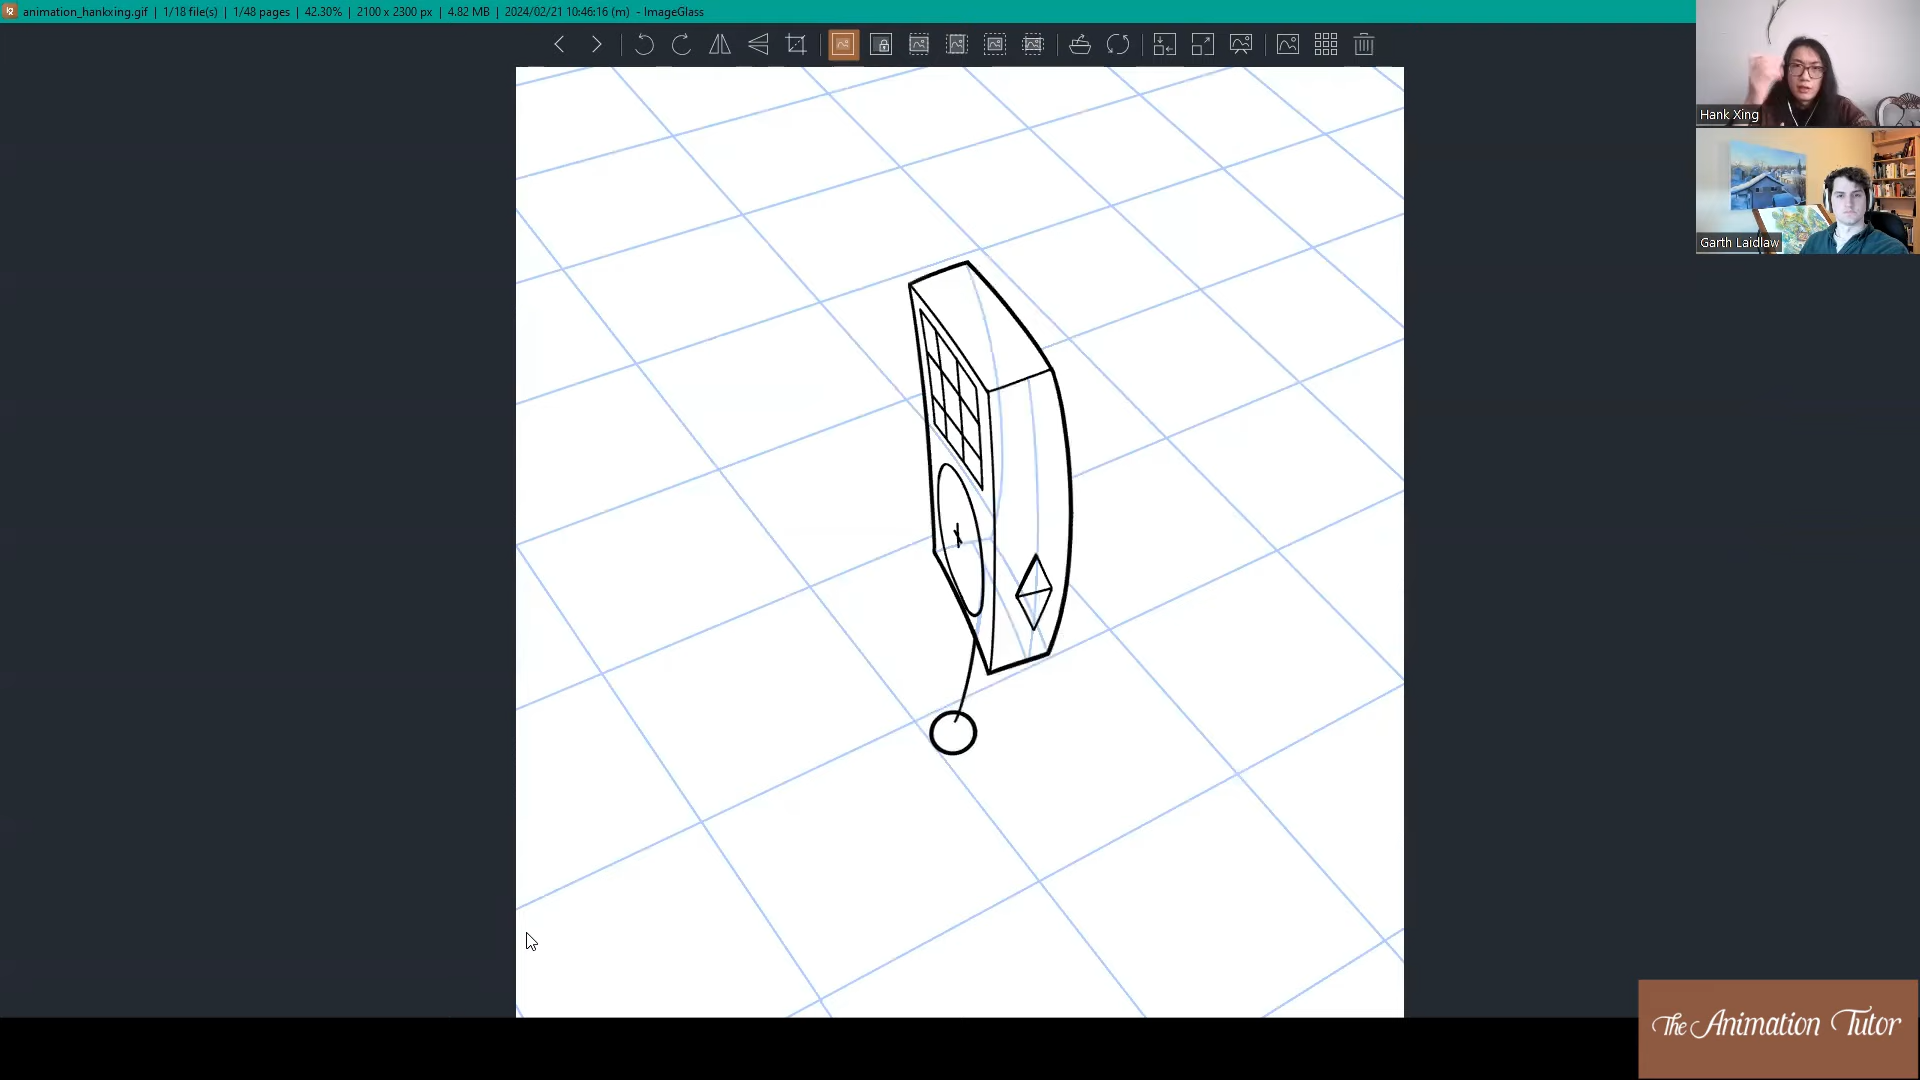 animation_hankxing.gif | 1/18 file(s) | 1/48 pages | 42.30% | 2100 x 2300 px | 4.82 MB | 2024/02/21 10:46:16 (m) - ImageGlass
Hank Xing
Garth Laidlaw
The Animation Tutor